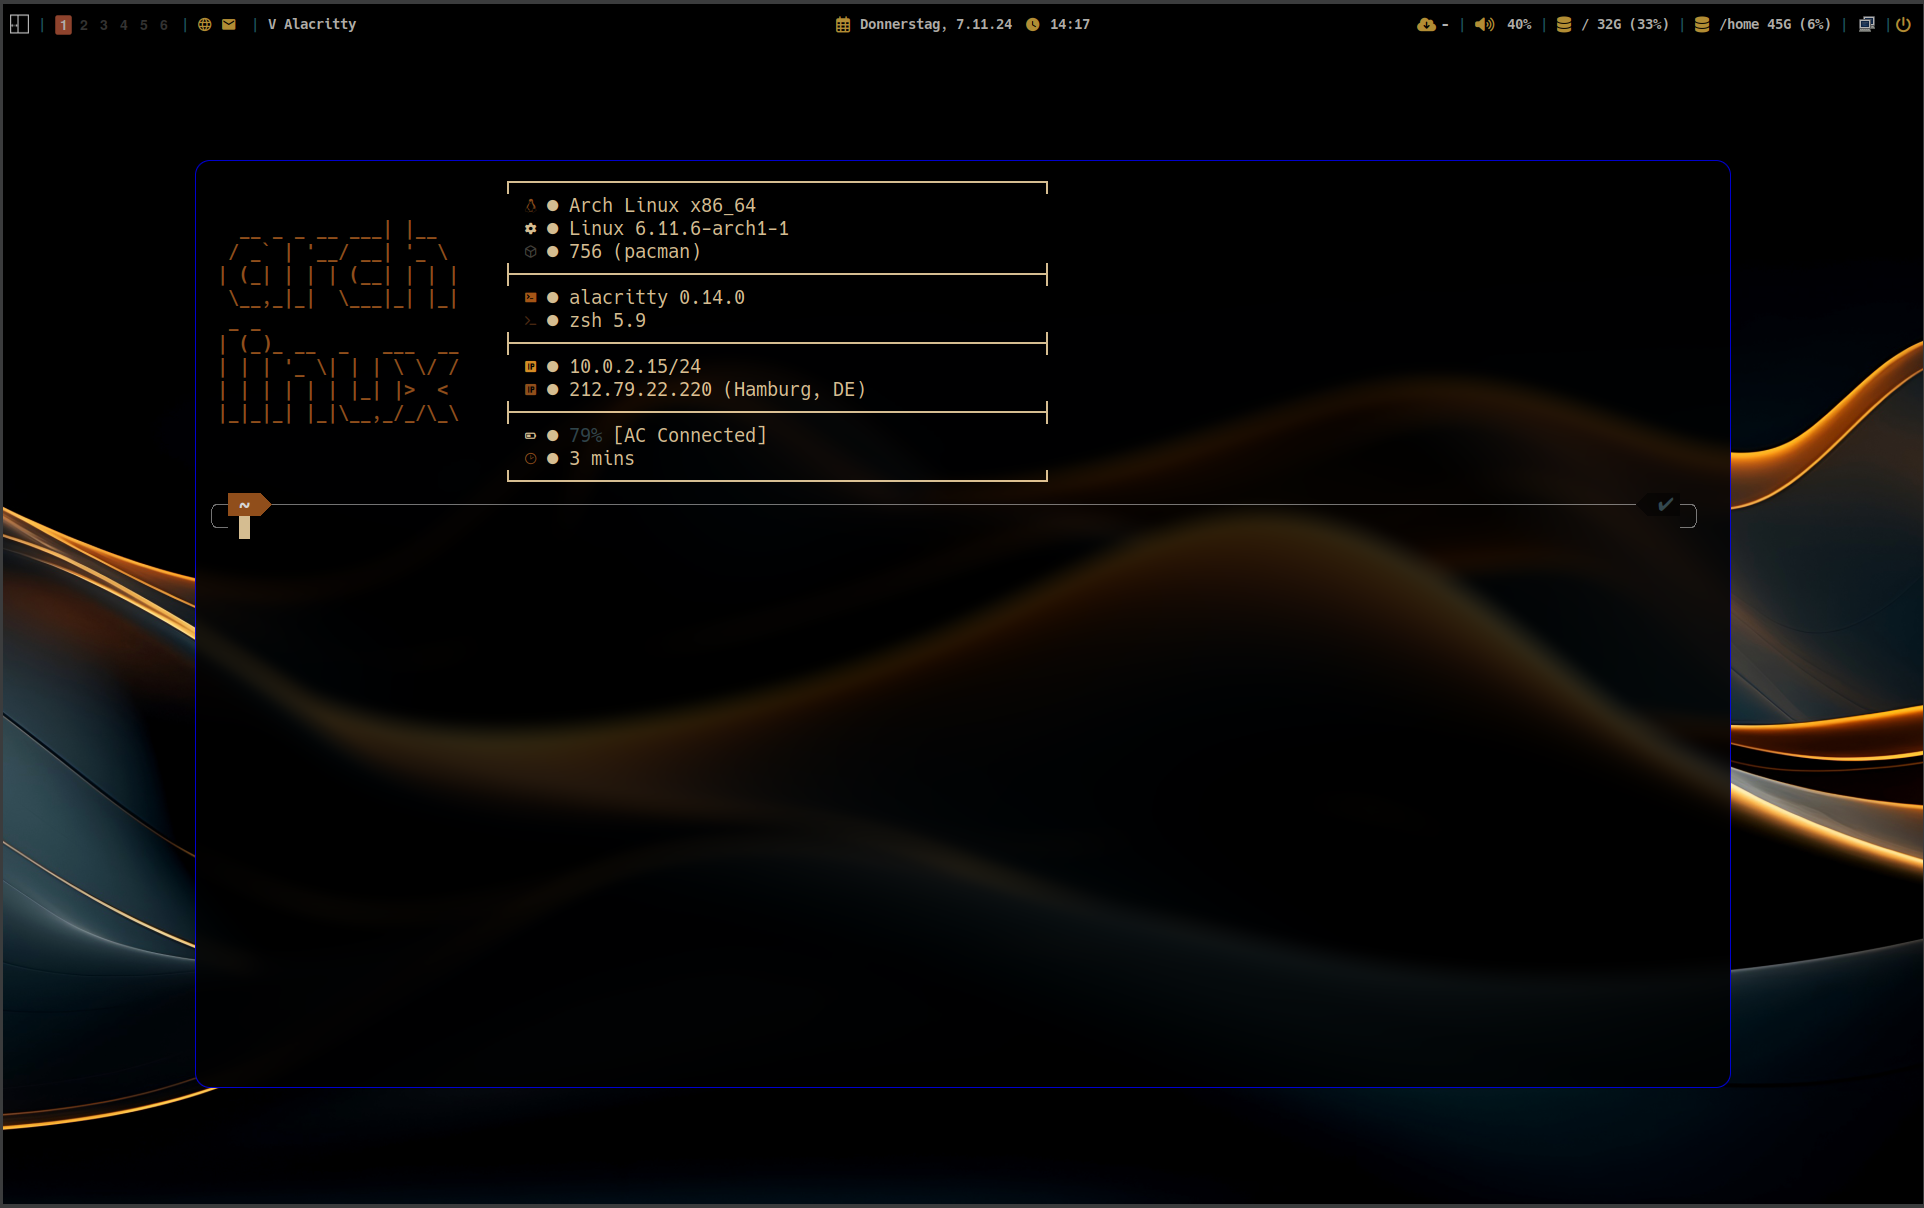 1 2 3 4 5 6 V Alacritty Donnerstag, 7.11.24 14:17 - 40% / 32G (33%) /home 45G (6%)
arch
linux
Arch Linux x86_64
Linux 6.11.6-arch1-1
756 (pacman)
alacritty 0.14.0
zsh 5.9
10.0.2.15/24
212.79.22.220 (Hamburg, DE)
79% [AC Connected]
3 mins
~ ✔